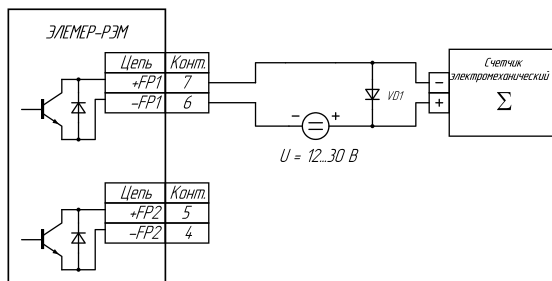 ЭЛЕМЕР-РЭМ
Цепь Конт.
+FP1 7
-FP1 6
- +
U = 12...30 В
VD1
Счетчик
электромеханический
Σ
-
+
Цепь Конт.
+FP2 5
-FP2 4